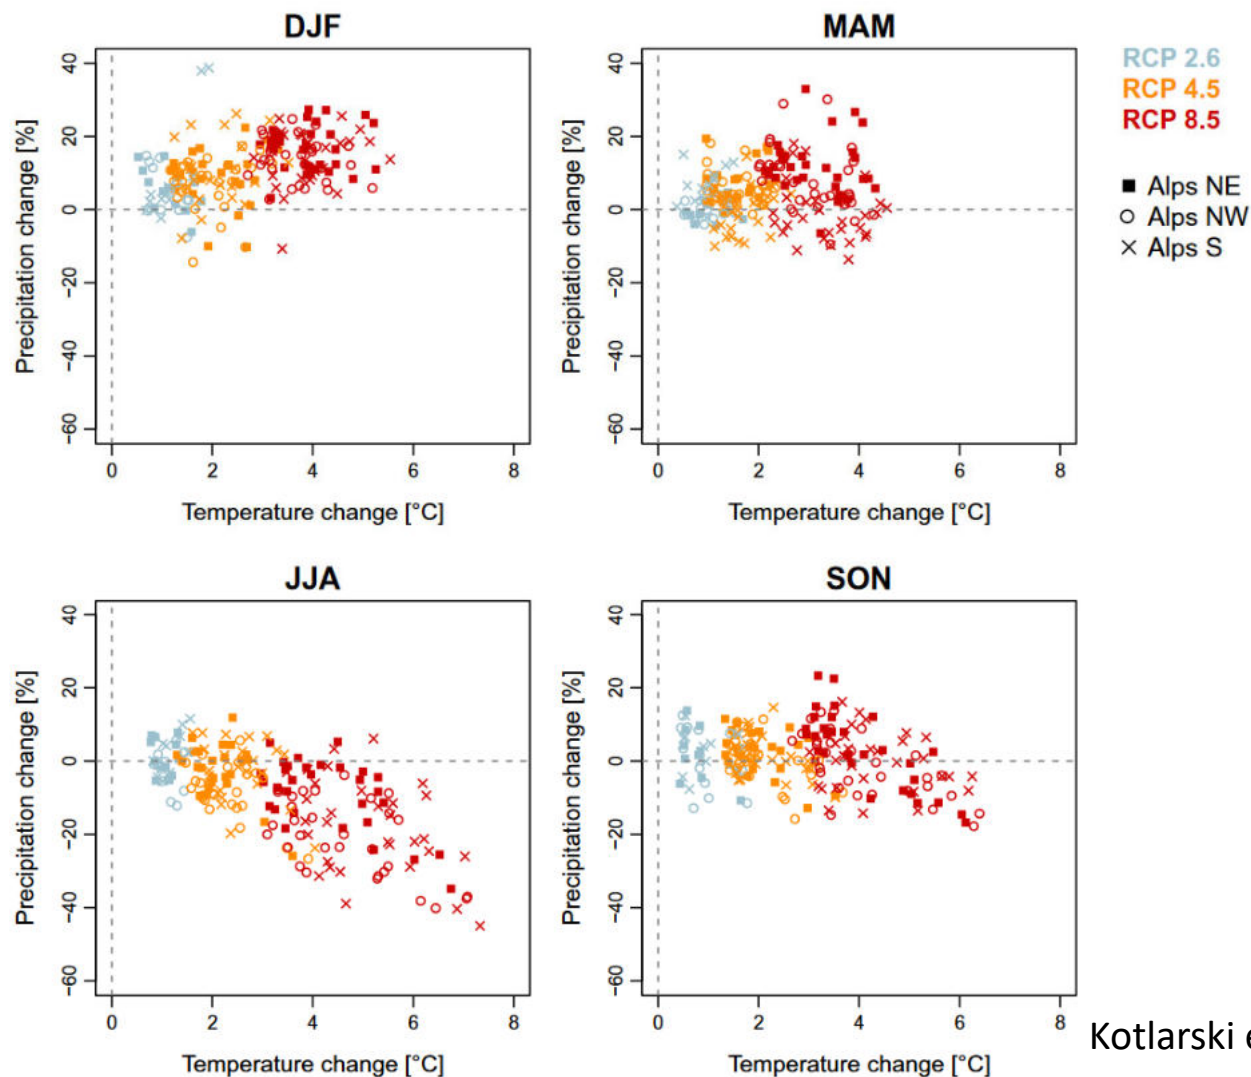 DJF
MAM
RCP 2.6
RCP 4.5
RCP 8.5
Alps NE
Alps NW
Alps S
Precipitation change [%]
40
20
0
−20
−40
−60
0 2 4 6 8
Temperature change [°C]
Precipitation change [%]
40
20
0
−20
−40
−60
0 2 4 6 8
Temperature change [°C]
JJA
SON
Precipitation change [%]
40
20
0
−20
−40
−60
0 2 4 6 8
Temperature change [°C]
Precipitation change [%]
40
20
0
−20
−40
−60
0 2 4 6 8
Temperature change [°C]
Kotlarski